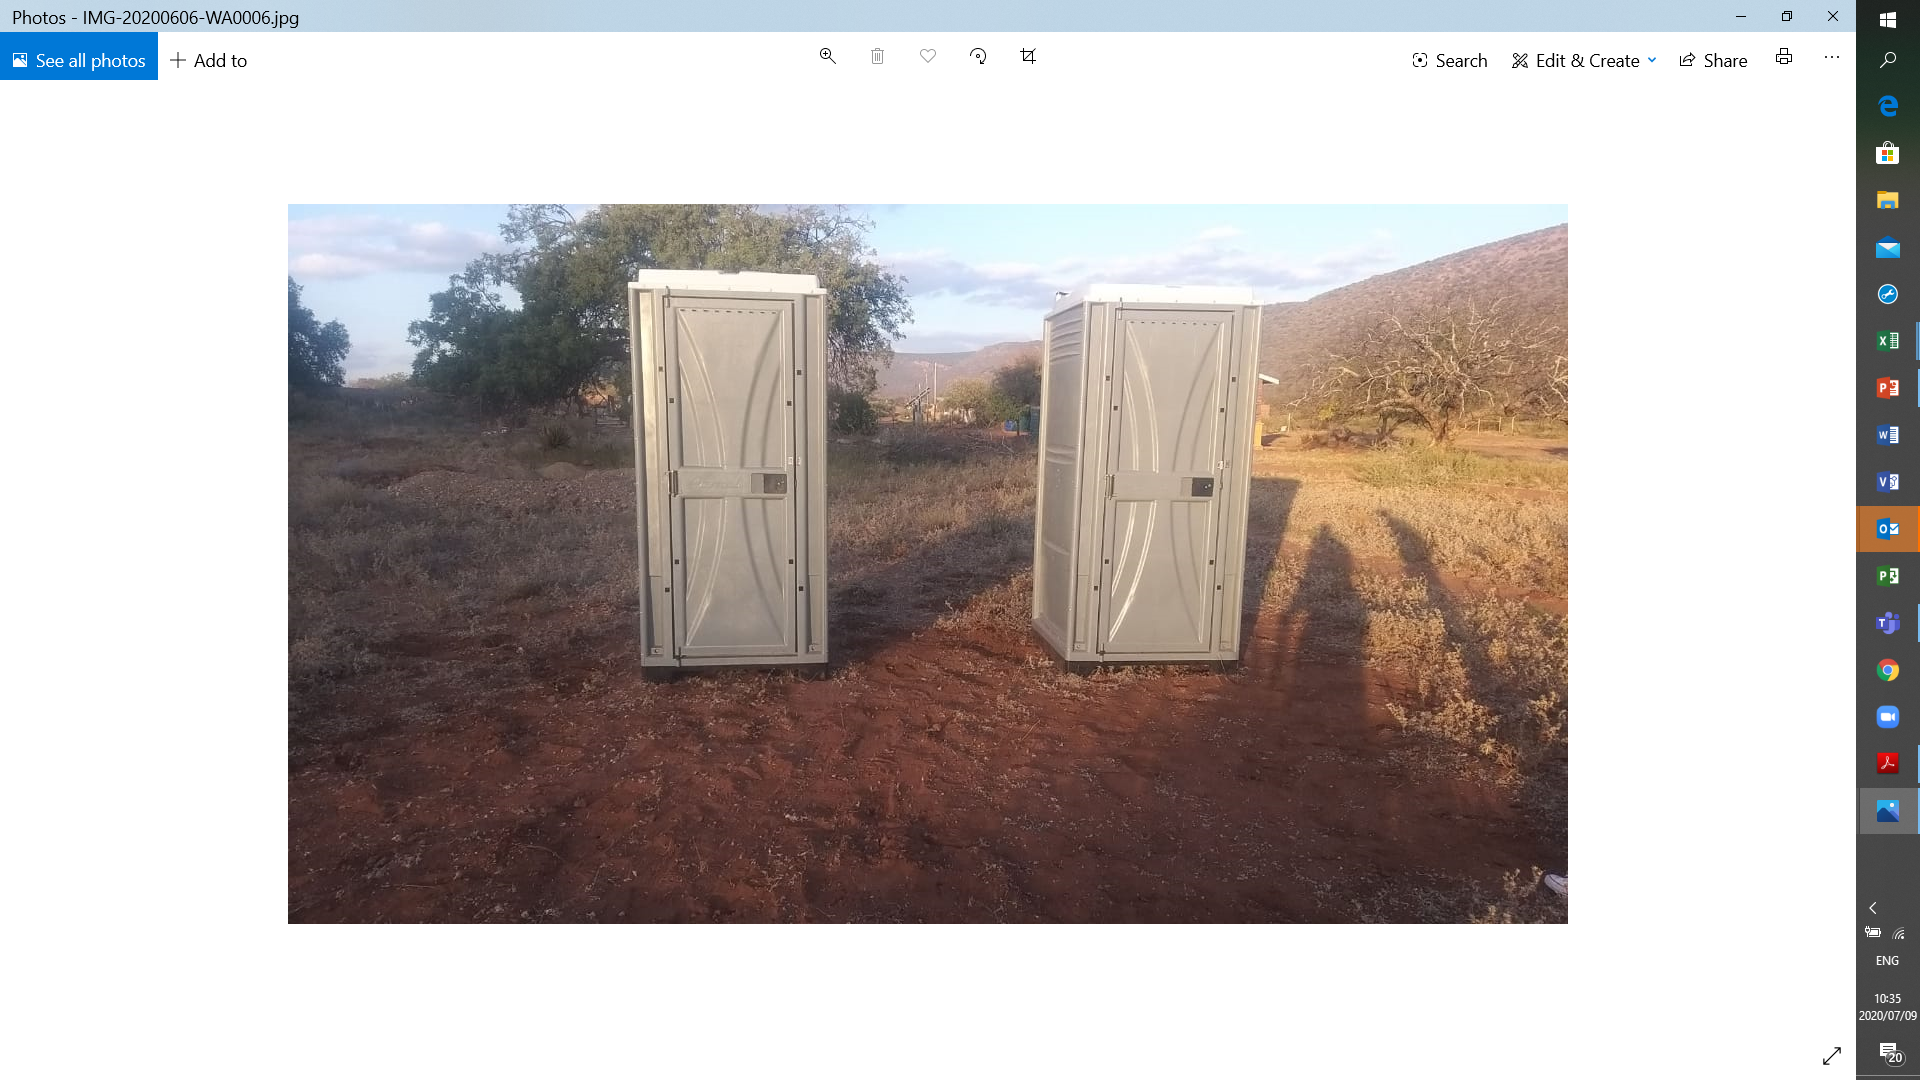 Photos - IMG-20200606-WA0006.jpg
See all photos
Add to
Search
Edit & Create
Share
ENG
10:35
2020/07/09
20